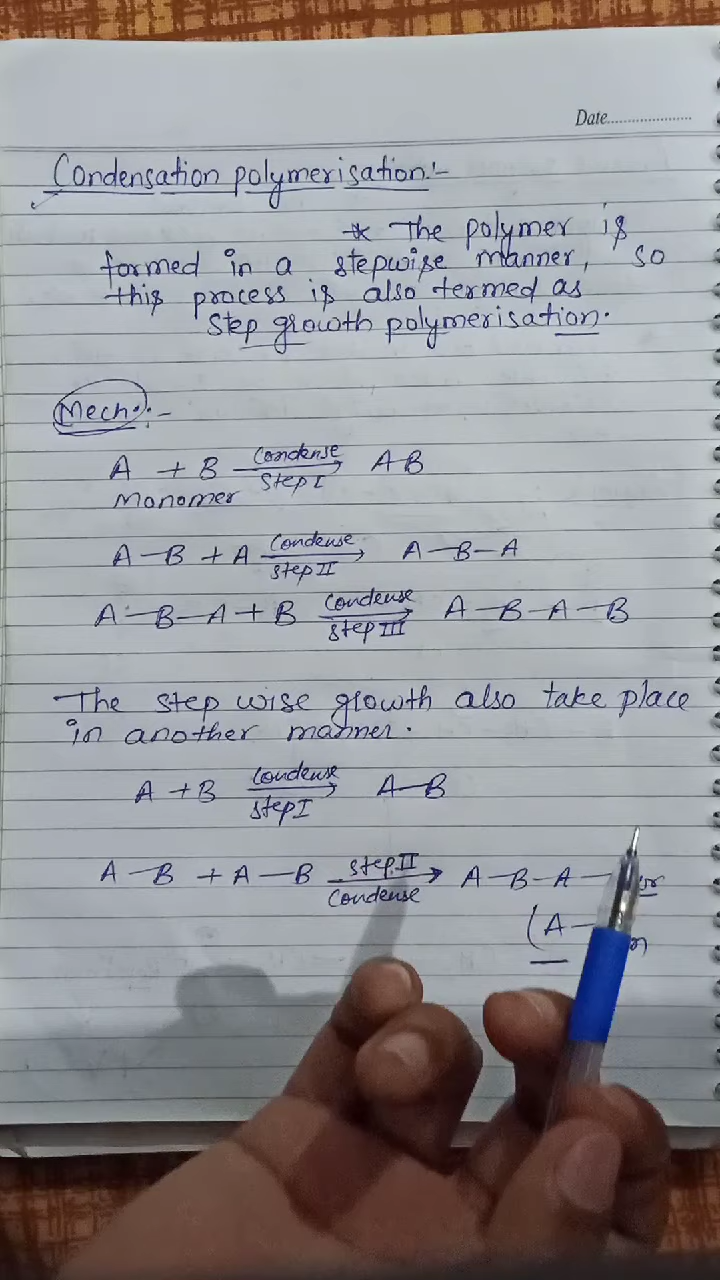 Date....................
Condensation polymerisation:-
* The polymer is
formed in a stepwise manner, so
this process is also termed as
step growth polymerisation.
Mech.:-
A + B Condense Step I → AB
Monomer
A-B + A Condense step II → A-B-A
A-B-A + B Condense step III → A-B-A-B
The step wise growth also take place
in another manner.
A + B Condense step I → A-B
A-B + A-B step II Condense → A-B-A- or
(A- n